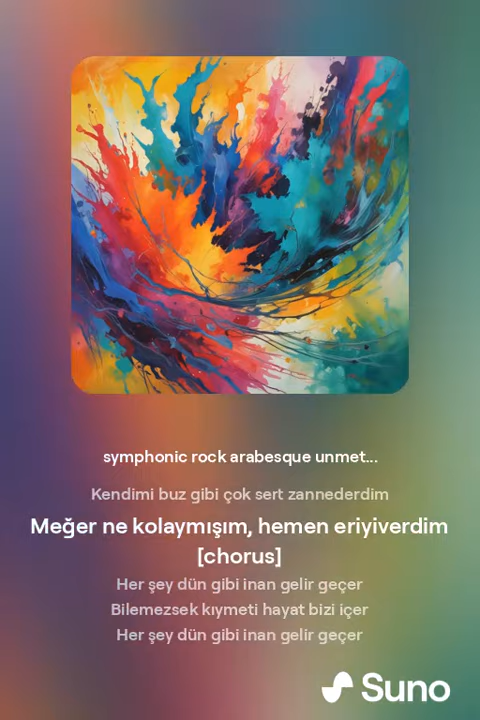 symphonic rock arabesque unmet...
Kendimi buz gibi çok sert zannederdim
Meğer ne kolaymışım, hemen eriyiverdim
[chorus]
Her şey dün gibi inan gelir geçer
Bilemezsek kıymeti hayat bizi içer
Her şey dün gibi inan gelir geçer
Suno